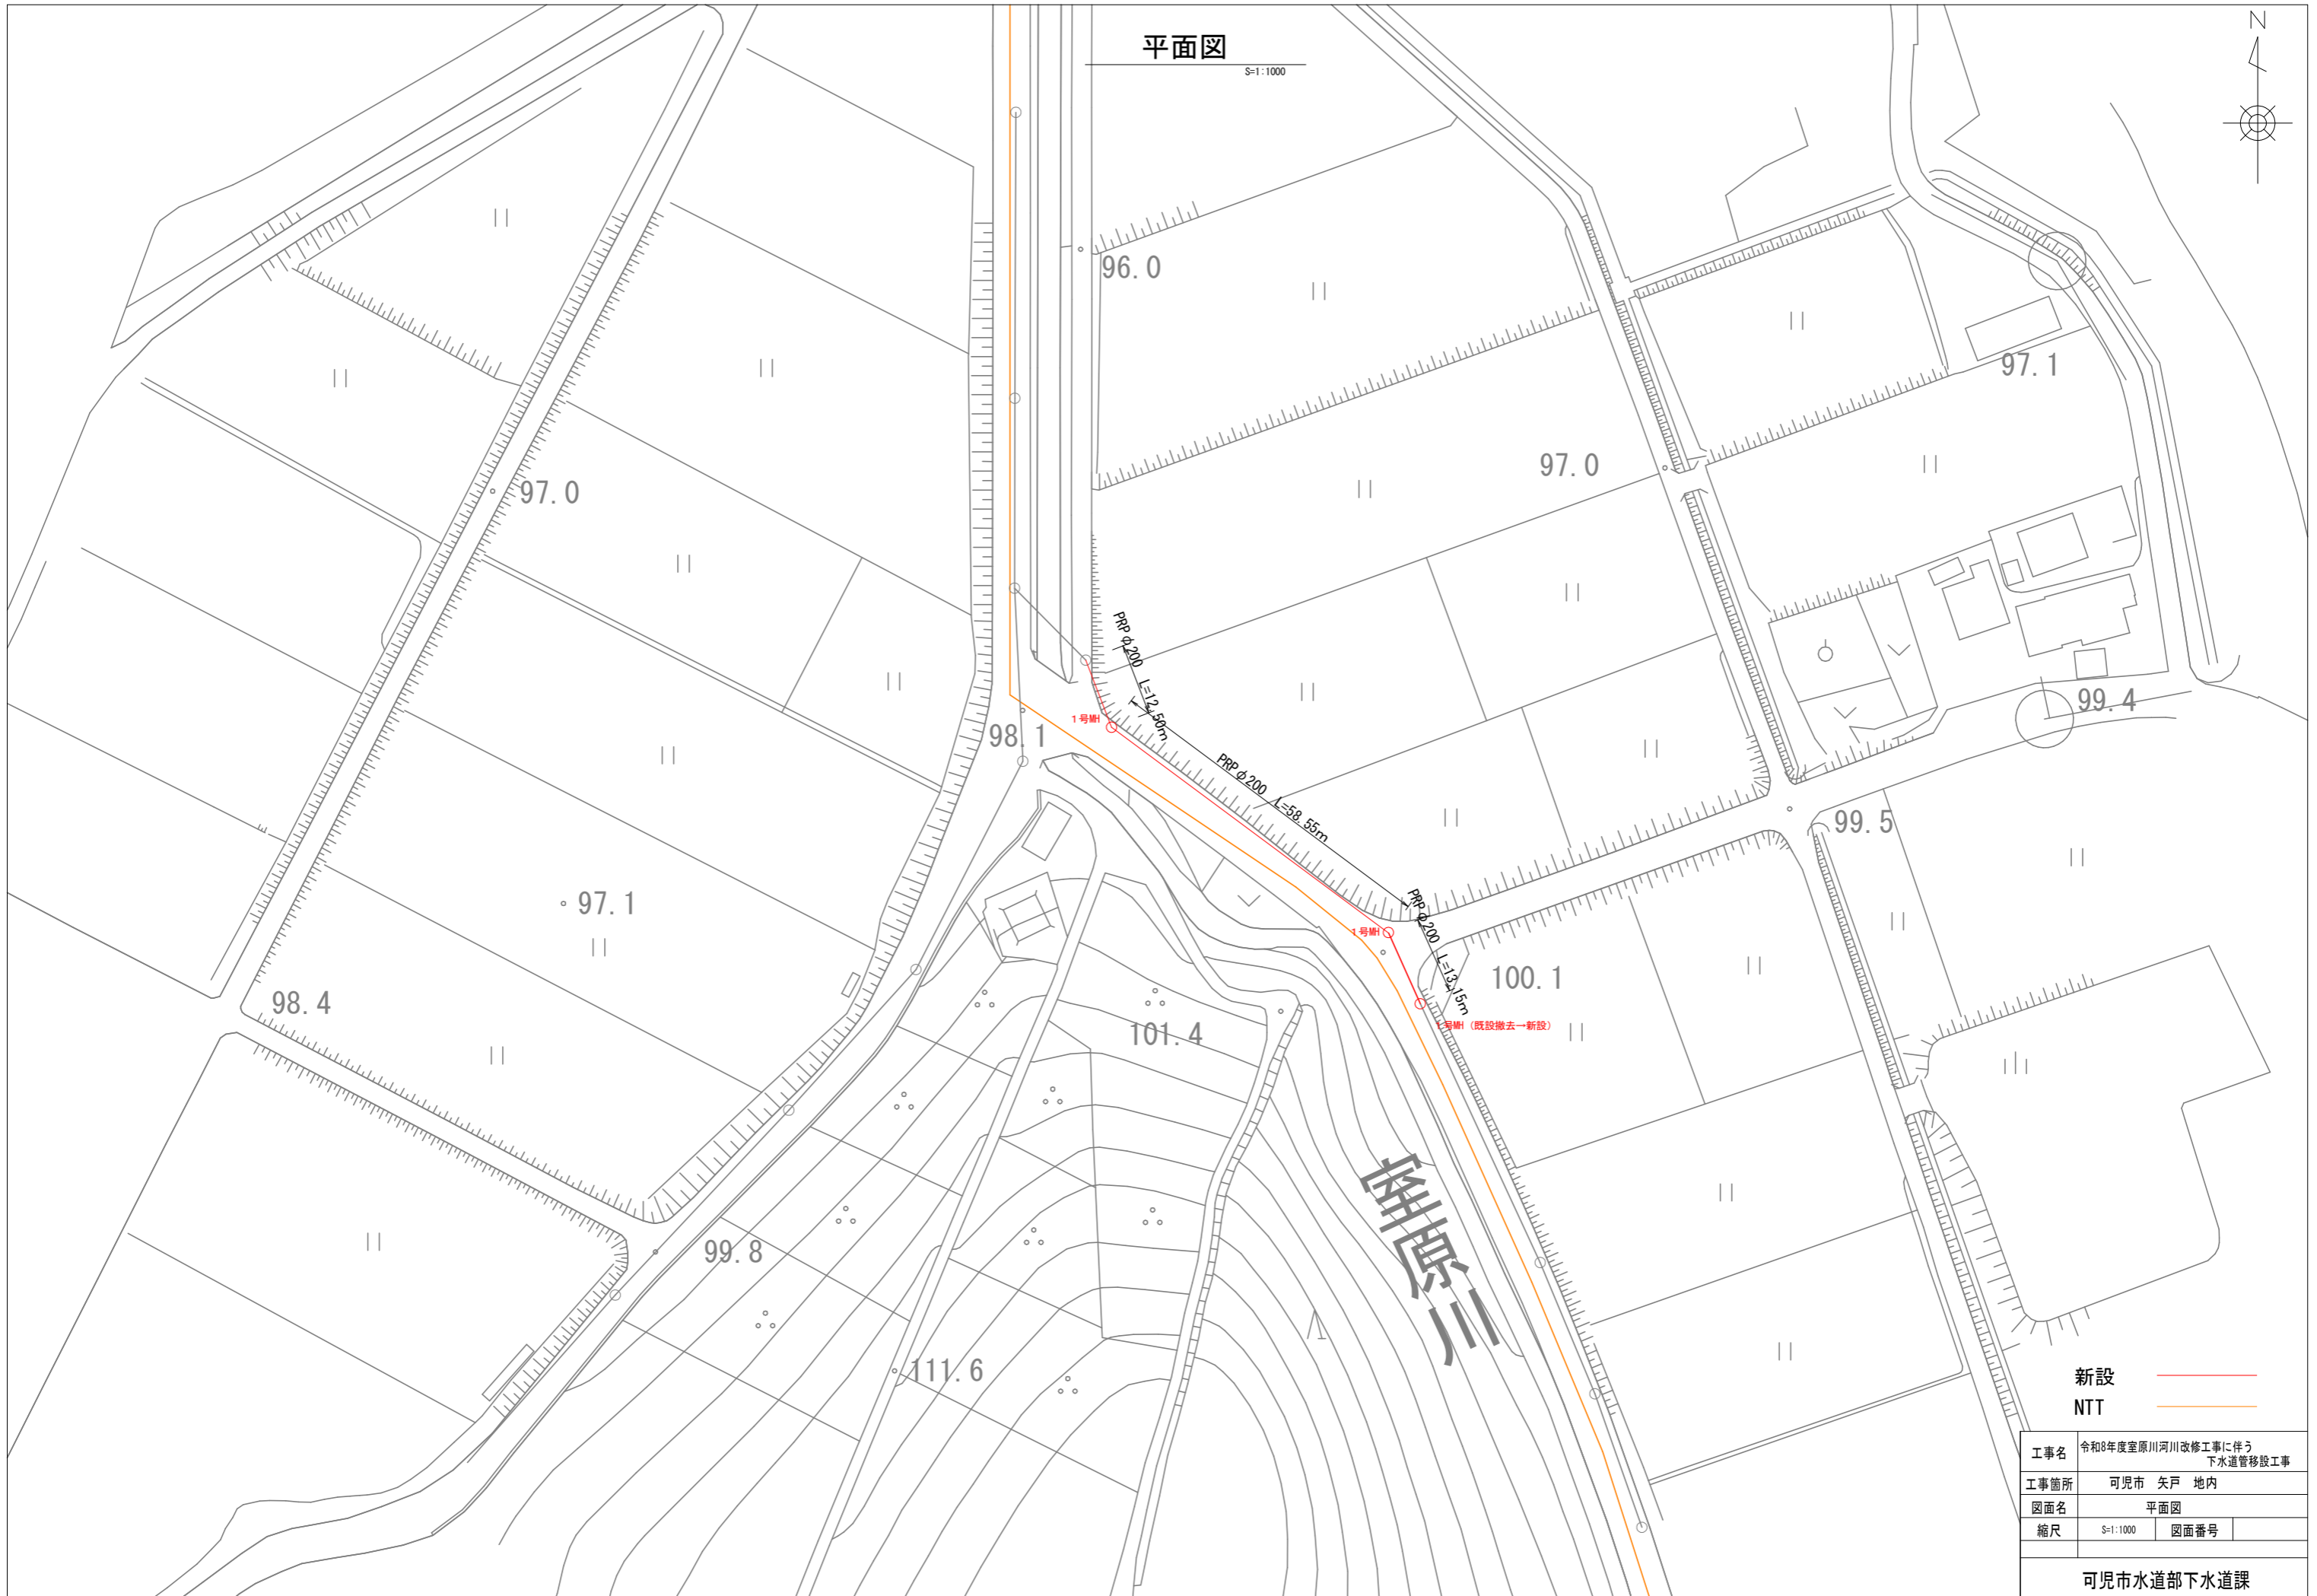 平面図
S=1:1000
N
96.0
97.1
97.0
97.0
PRPφ200 L=12.50m
1号MH
98.1
99.4
PRPφ200 L=58.55m
99.5
97.1
PRPφ200 L=13.15m
1号MH
100.1
98.4
1号MH（既設撤去→新設）
101.4
室原川
99.8
111.6
新設
NTT
工事名 令和8年度室原川河川改修工事に伴う
下水道管移設工事
工事箇所 可児市 矢戸 地内
図面名 平面図
縮尺 S=1:1000 図面番号
可児市水道部下水道課